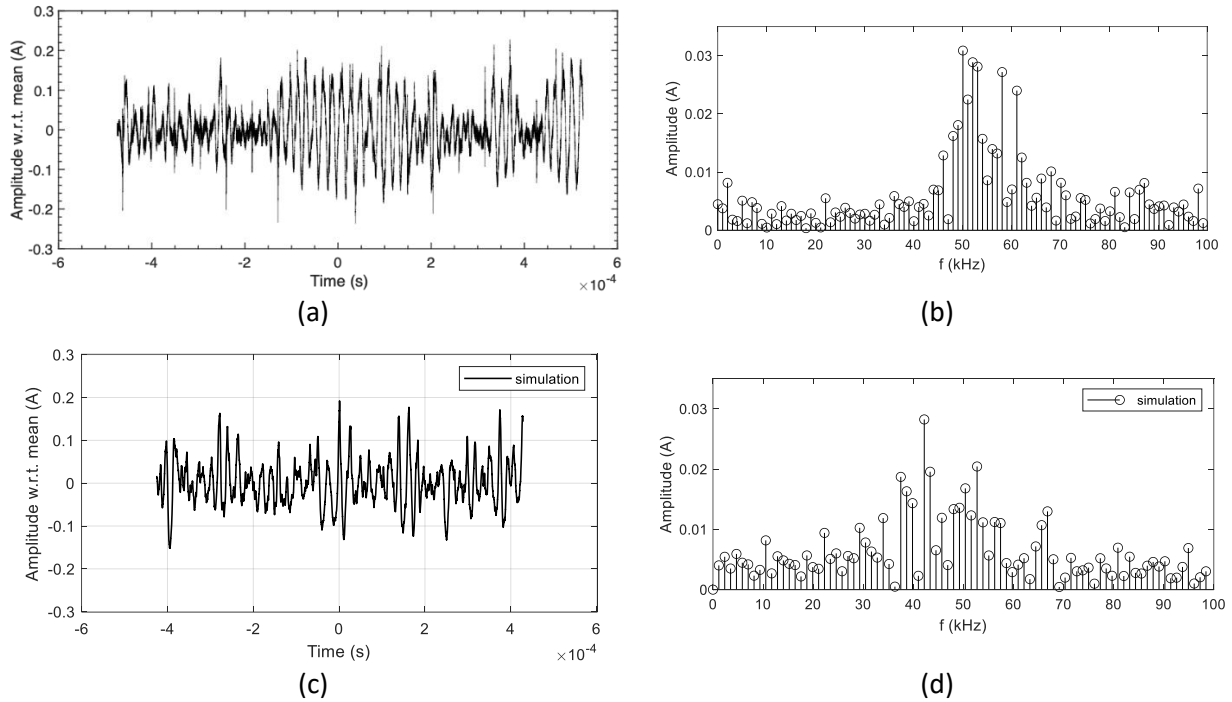 0.3
0.2
0.1
0
-0.1
-0.2
-0.3
Amplitude w.r.t. mean (A)
-6 -4 -2 0 2 4 6
Time (s)
×10⁻⁴
(a)
0.03
0.02
0.01
0
Amplitude (A)
0 10 20 30 40 50 60 70 80 90 100
f (kHz)
(b)
0.3
0.2
0.1
0
-0.1
-0.2
-0.3
Amplitude w.r.t. mean (A)
simulation
-6 -4 -2 0 2 4 6
Time (s)
×10⁻⁴
(c)
0.03
0.02
0.01
0
Amplitude (A)
simulation
0 10 20 30 40 50 60 70 80 90 100
f (kHz)
(d)